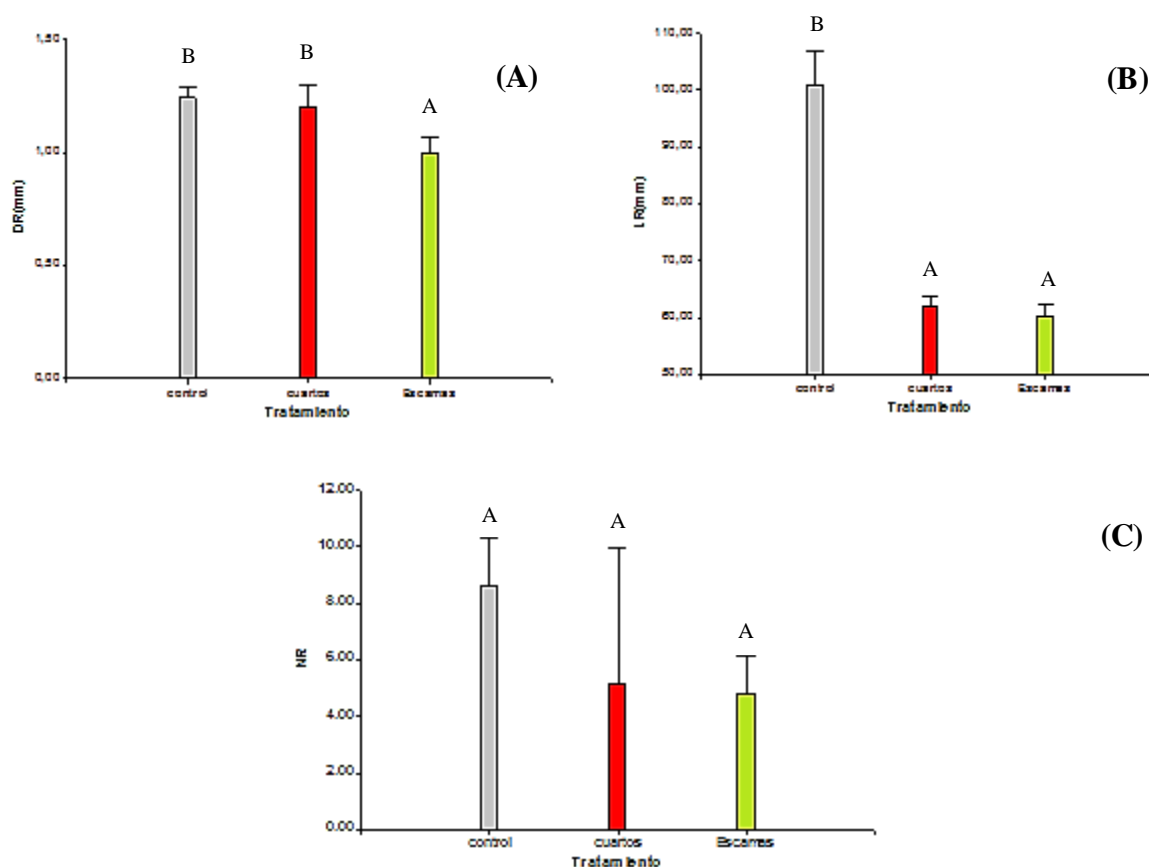 (A)
DR(mm)
1,50
1,00
0,50
0,00
B
B
A
control
cuartos
Escamas
Tratamiento
(B)
LR(mm)
110,00
100,00
90,00
80,00
70,00
60,00
50,00
B
A
A
control
cuartos
Escamas
Tratamiento
(C)
NR
12.00
10.00
8.00
6.00
4.00
2.00
0.00
A
A
A
control
cuartos
Escamas
Tratamiento